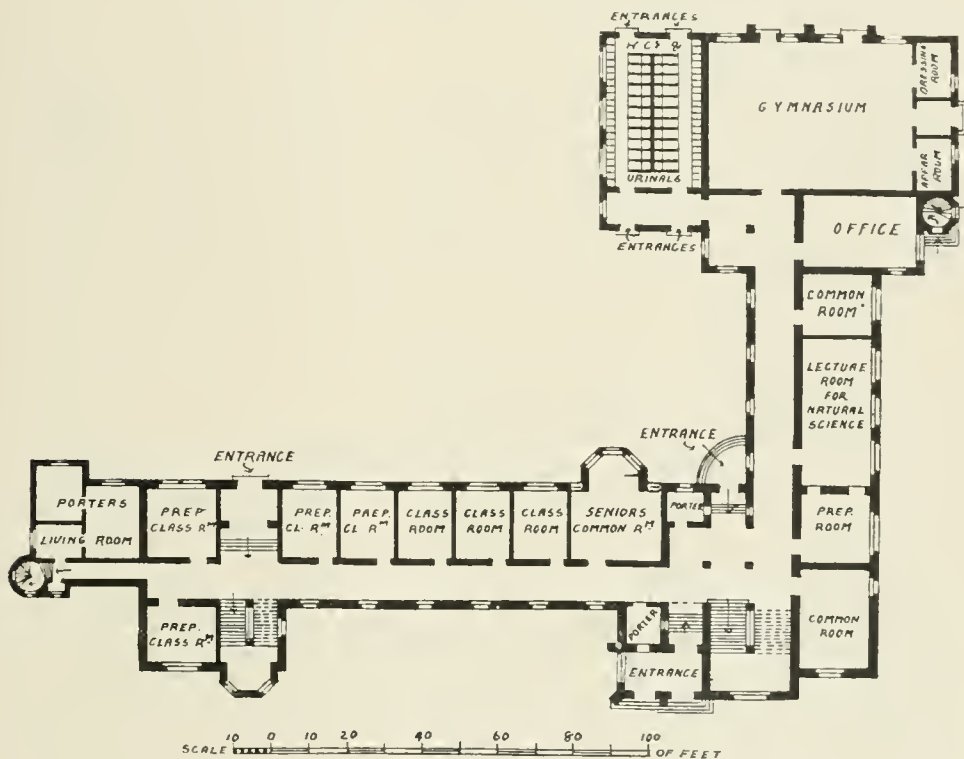 ENTRANCES
W C'S
URINALS
ENTRANCES
GYMNASIUM
DRESSING
ROOM
APPAR
ROOM
OFFICE
COMMON
ROOM
LECTURE
ROOM
FOR
NATURAL
SCIENCE
ENTRANCE
ENTRANCE
PORTERS
LIVING ROOM
PREP
CLASS RM
PREP.
CL. RM
PREP.
CL. RM
CLASS
ROOM
CLASS
ROOM
CLASS
ROOM
SENIORS
COMMON RM
PORTER
PREP.
ROOM
PREP.
CLASS RM
PORTER
ENTRANCE
COMMON
ROOM
SCALE 10 0 10 20 40 60 80 100 OF FEET